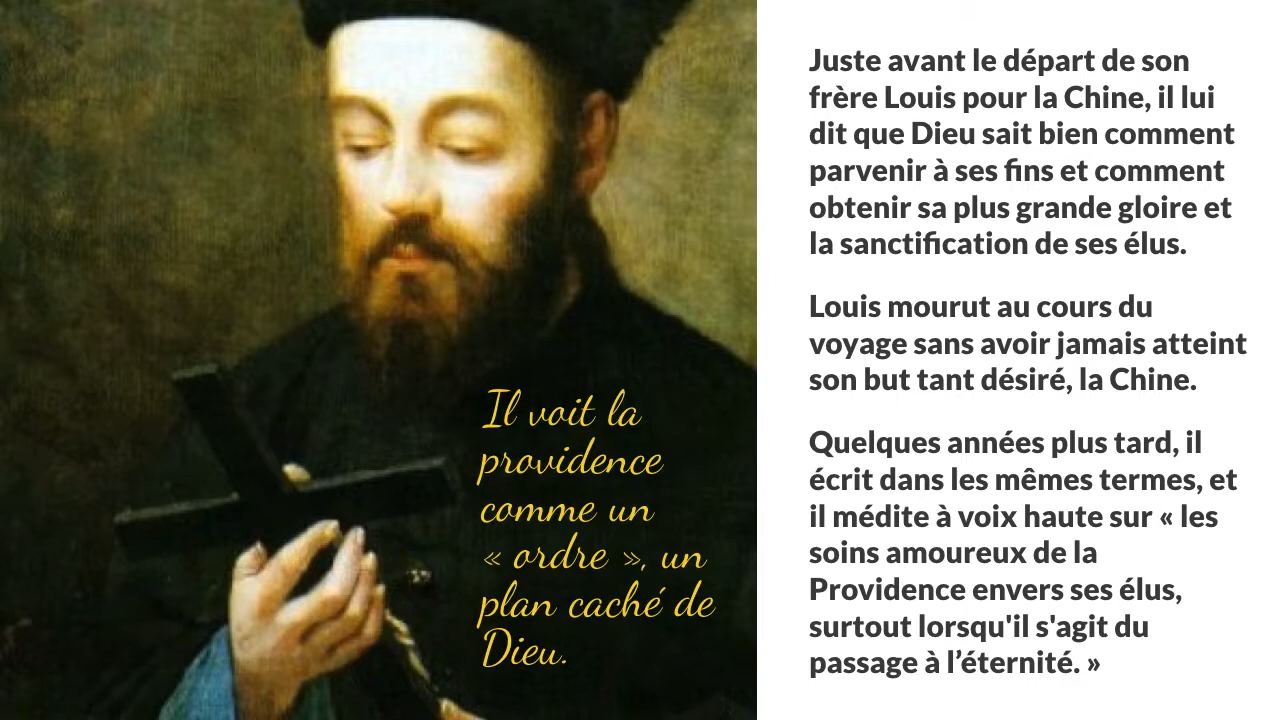 Il voit la
providence
comme un
« ordre », un
plan caché de
Dieu.
Juste avant le départ de son
frère Louis pour la Chine, il lui
dit que Dieu sait bien comment
parvenir à ses fins et comment
obtenir sa plus grande gloire et
la sanctification de ses élus.
Louis mourut au cours du
voyage sans avoir jamais atteint
son but tant désiré, la Chine.
Quelques années plus tard, il
écrit dans les mêmes termes, et
il médite à voix haute sur « les
soins amoureux de la
Providence envers ses élus,
surtout lorsqu'il s'agit du
passage à l’éternité. »